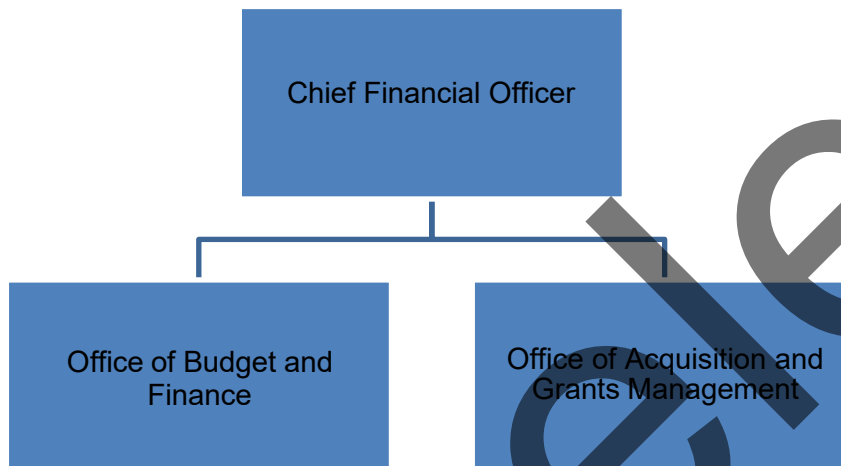 Chief Financial Officer
Office of Budget and
Finance
Office of Acquisition and
Grants Management